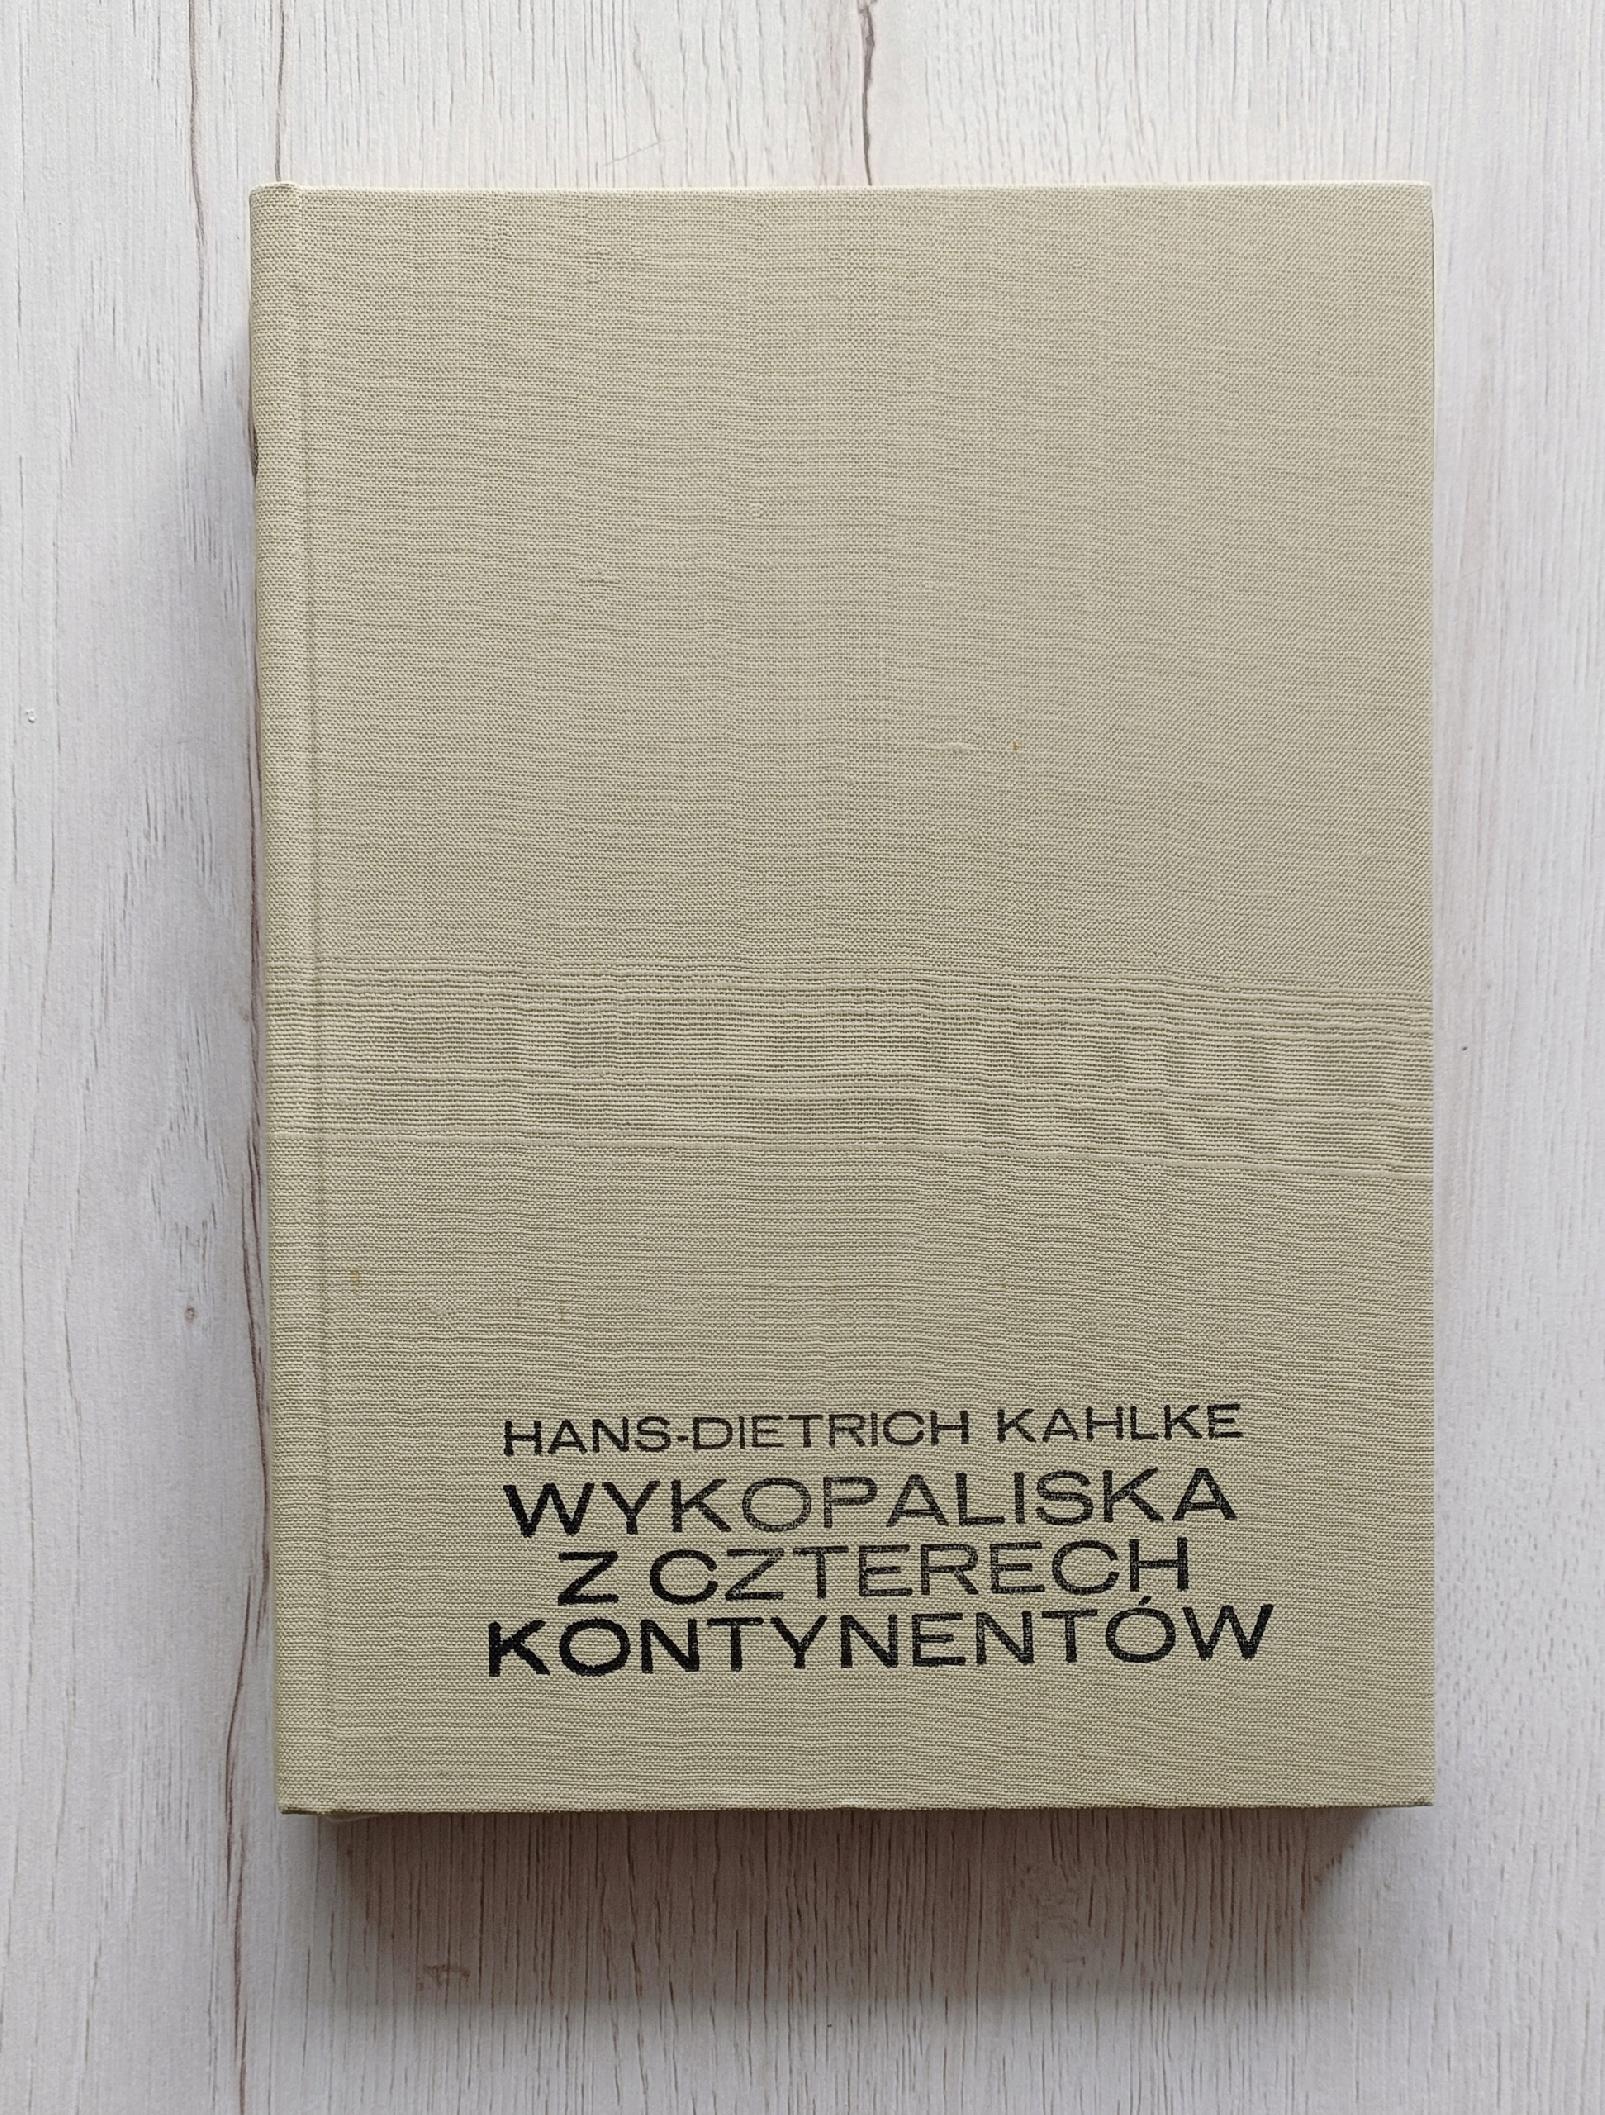 HANS-DIETRICH KAHLKE
WYKOPALISKA
Z CZTERECH
KONTYNENTÓW